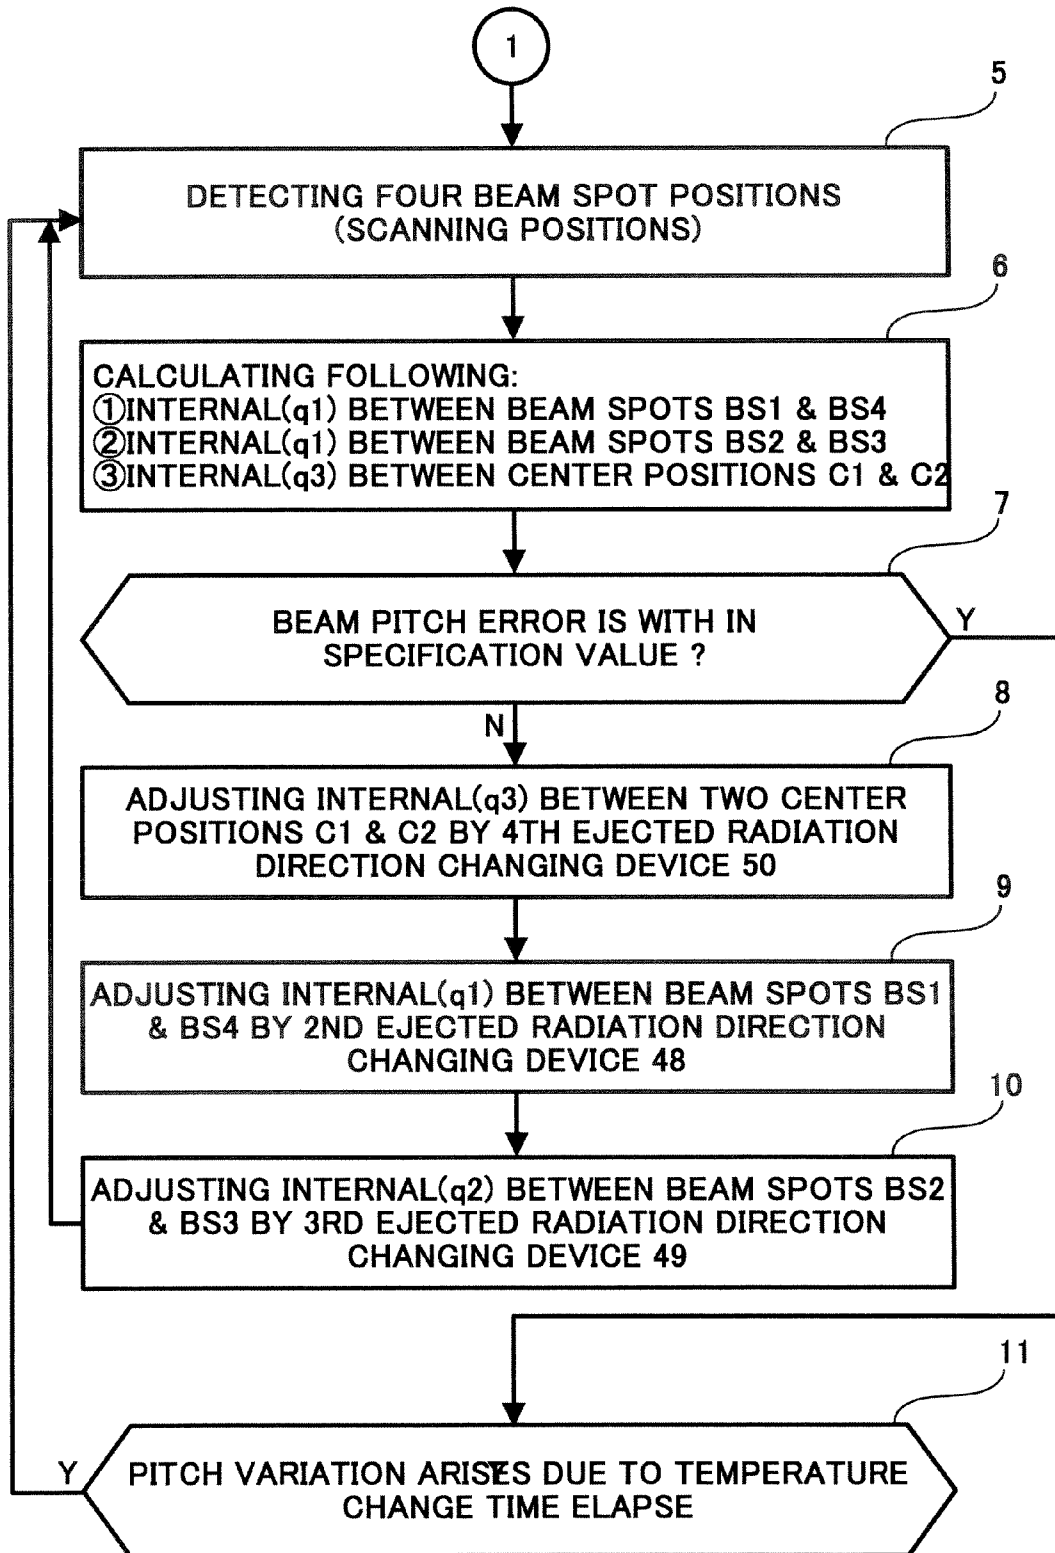 1
5
DETECTING FOUR BEAM SPOT POSITIONS
(SCANNING POSITIONS)
6
CALCULATING FOLLOWING:
①INTERNAL(q1) BETWEEN BEAM SPOTS BS1 & BS4
②INTERNAL(q1) BETWEEN BEAM SPOTS BS2 & BS3
③INTERNAL(q3) BETWEEN CENTER POSITIONS C1 & C2
7
BEAM PITCH ERROR IS WITH IN
SPECIFICATION VALUE ?
Y
N
8
ADJUSTING INTERNAL(q3) BETWEEN TWO CENTER
POSITIONS C1 & C2 BY 4TH EJECTED RADIATION
DIRECTION CHANGING DEVICE 50
9
ADJUSTING INTERNAL(q1) BETWEEN BEAM SPOTS BS1
& BS4 BY 2ND EJECTED RADIATION DIRECTION
CHANGING DEVICE 48
10
ADJUSTING INTERNAL(q2) BETWEEN BEAM SPOTS BS2
& BS3 BY 3RD EJECTED RADIATION DIRECTION
CHANGING DEVICE 49
11
Y
PITCH VARIATION ARISES DUE TO TEMPERATURE
CHANGE TIME ELAPSE